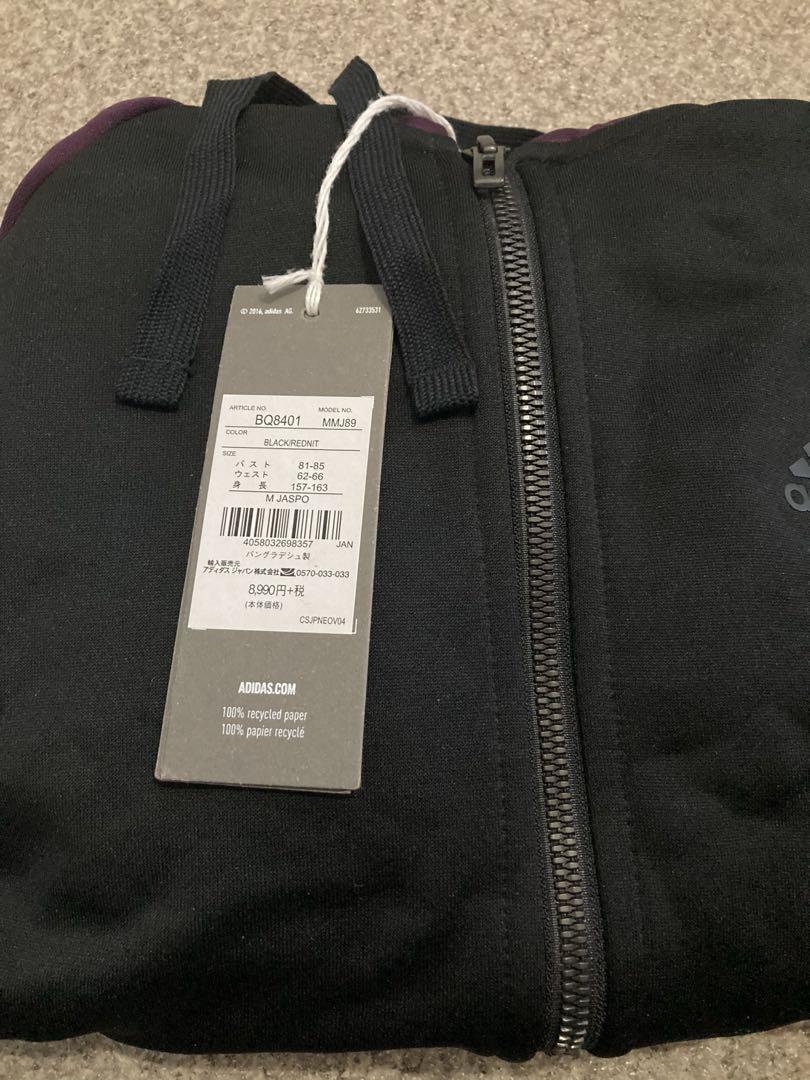 © 2016, adidas AG. 62733531
ARTICLE NO. MODEL NO.
BQ8401 MMJ89
COLOR
BLACK/REDNIT
SIZE
バスト 81-85
ウェスト 62-66
身長 157-163
M JASPO
4058032698357 JAN
バングラデシュ製
輸入販売元
アディダス ジャパン株式会社 0570-033-033
8,990円+税
(本体価格)
CSJPNEOV04
ADIDAS.COM
100% recycled paper
100% papier recyclé